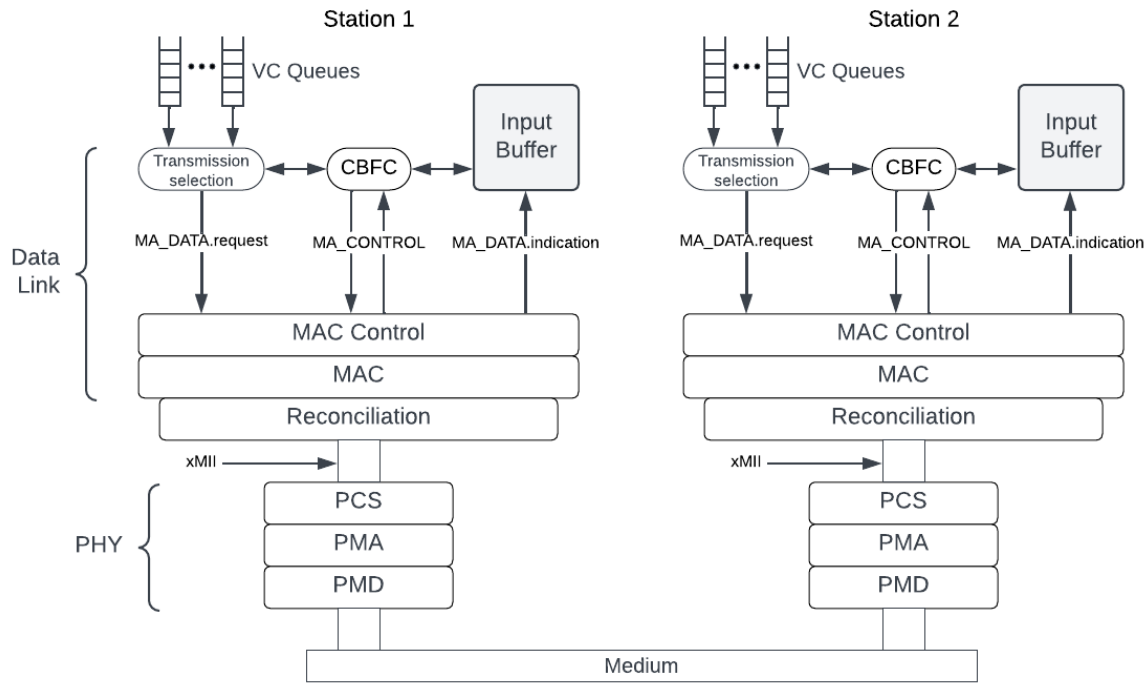 Station 1
Station 2
VC Queues
VC Queues
Input
Buffer
Input
Buffer
Transmission
selection
CBFC
Transmission
selection
CBFC
MA_DATA.request
MA_CONTROL
MA_DATA.indication
MA_DATA.request
MA_CONTROL
MA_DATA.indication
Data
Link
MAC Control
MAC Control
MAC
MAC
Reconciliation
Reconciliation
xMII
xMII
PHY
PCS
PCS
PMA
PMA
PMD
PMD
Medium